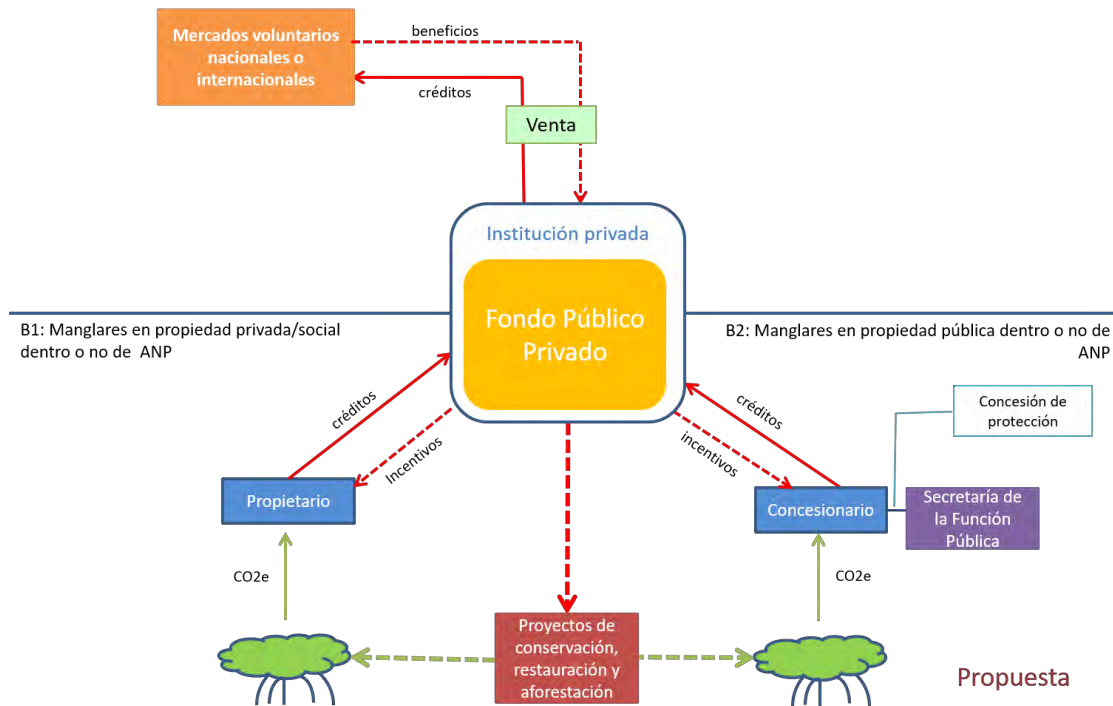 Mercados voluntarios
nacionales o
internacionales
beneficios
créditos
Venta
Institución privada
Fondo Público
Privado
B1: Manglares en propiedad privada/social
dentro o no de ANP
B2: Manglares en propiedad pública dentro o no de
ANP
créditos
Incentivos
créditos
incentivos
Concesión de
protección
Propietario
Concesionario
Secretaría de
la Función
Pública
CO2e
CO2e
Proyectos de
conservación,
restauración y
aforestación
Propuesta